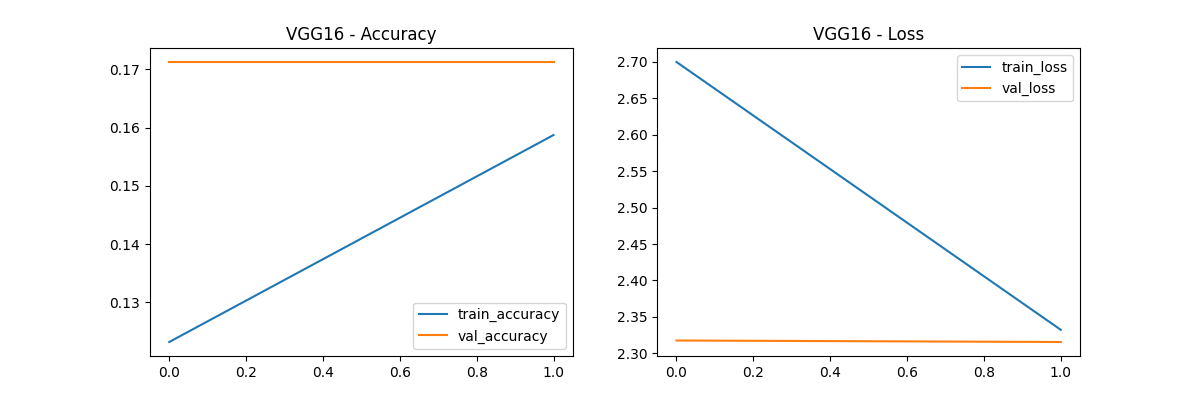 VGG16 - Accuracy
0.17
0.16
0.15
0.14
0.13
train_accuracy
val_accuracy
0.0 0.2 0.4 0.6 0.8 1.0
VGG16 - Loss
2.70
2.65
2.60
2.55
2.50
2.45
2.40
2.35
2.30
train_loss
val_loss
0.0 0.2 0.4 0.6 0.8 1.0